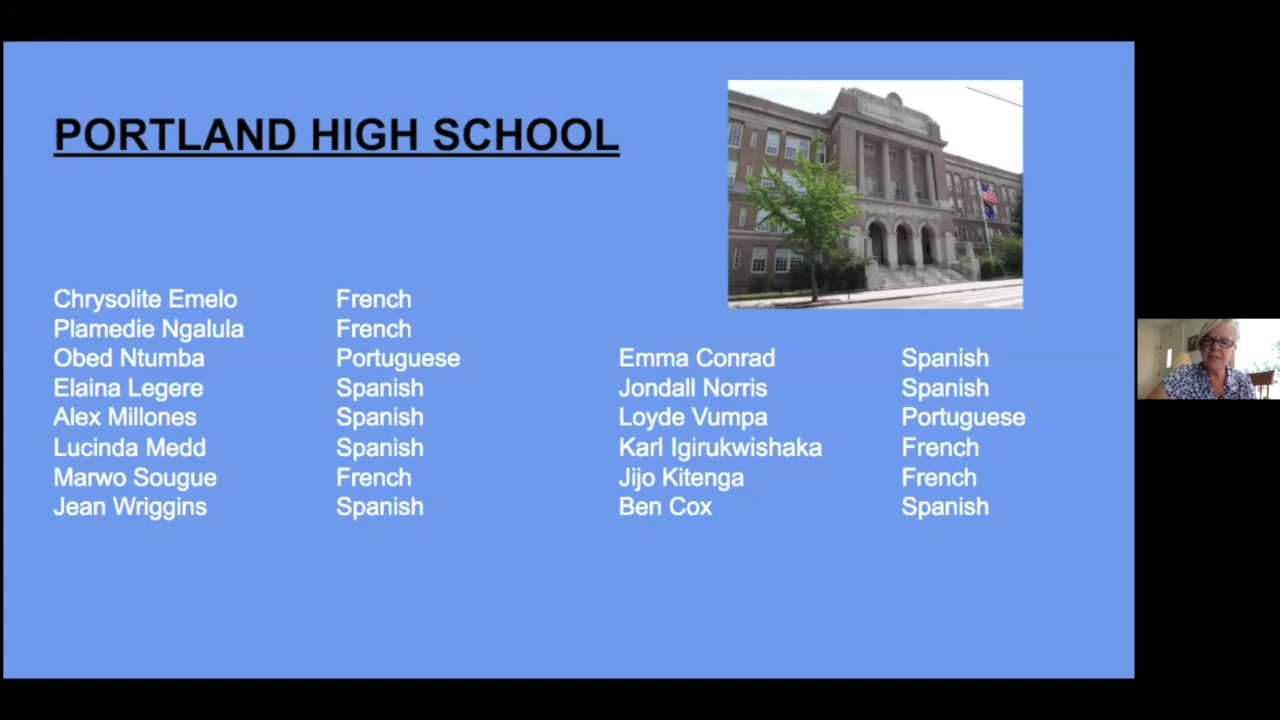 PORTLAND HIGH SCHOOL
Chrysolite Emelo French
Plamedie Ngalula French
Obed Ntumba Portuguese
Elaina Legere Spanish
Alex Millones Spanish
Lucinda Medd Spanish
Marwo Sougue French
Jean Wriggins Spanish
Emma Conrad Spanish
Jondall Norris Spanish
Loyde Vumpa Portuguese
Karl Igirukwishaka French
Jijo Kitenga French
Ben Cox Spanish